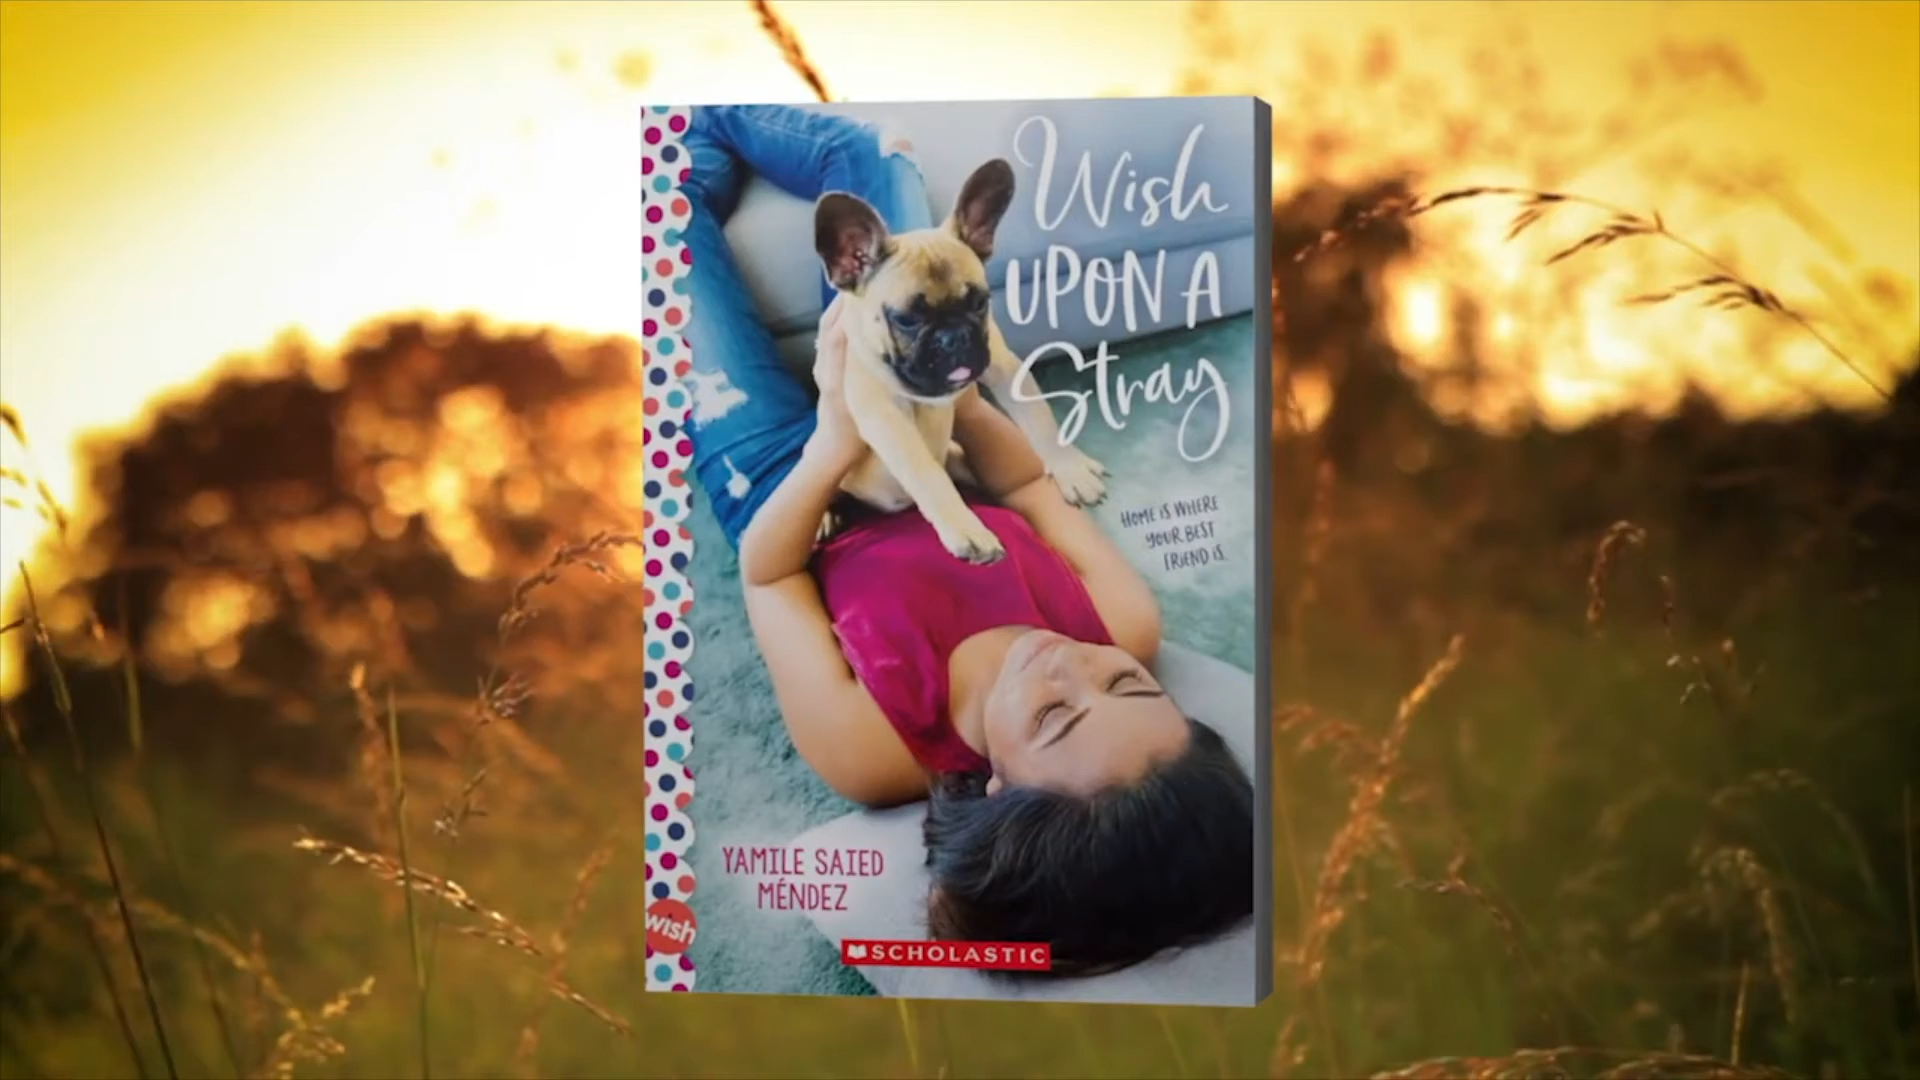 Wish
UPON A
Stray
HOME IS WHERE
YOUR BEST
FRIEND IS.
YAMILE SAIED
MÉNDEZ
wish
SCHOLASTIC